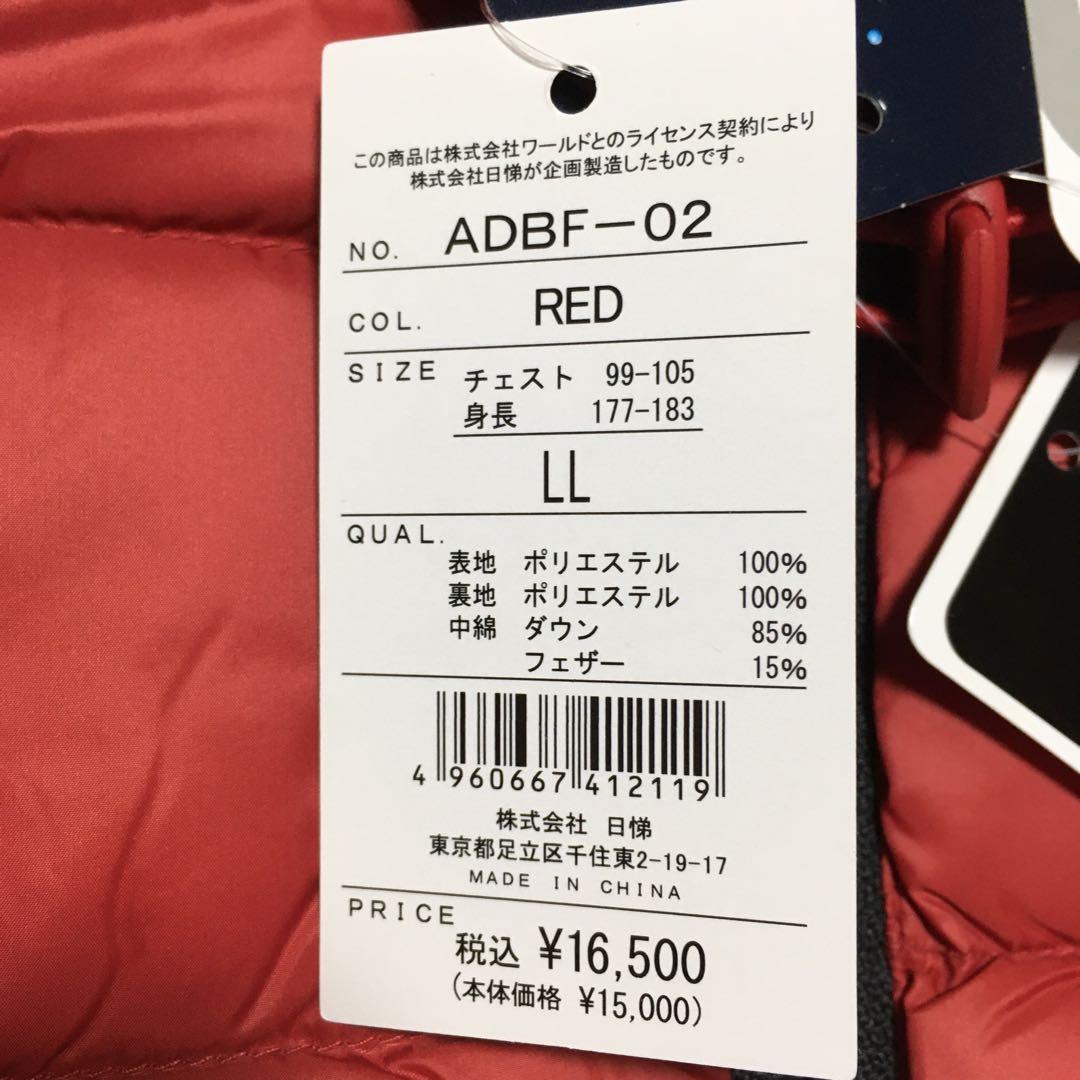 この商品は株式会社ワールドとのライセンス契約により
株式会社日悌が企画製造したものです。
NO. ADBF-02
COL. RED
SIZE チェスト 99-105
身長 177-183
LL
QUAL.
表地 ポリエステル 100%
裏地 ポリエステル 100%
中綿 ダウン 85%
フェザー 15%
4 960667 412119
株式会社 日悌
東京都足立区千住東2-19-17
MADE IN CHINA
PRICE
税込 ¥16,500
(本体価格 ¥15,000)